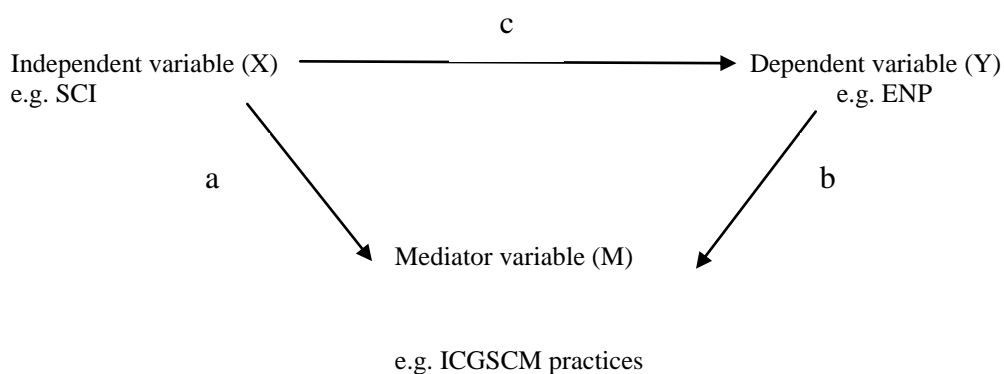 c
Independent variable (X)
Dependent variable (Y)
e.g. SCI
e.g. ENP
a
b
Mediator variable (M)
e.g. ICGSCM practices